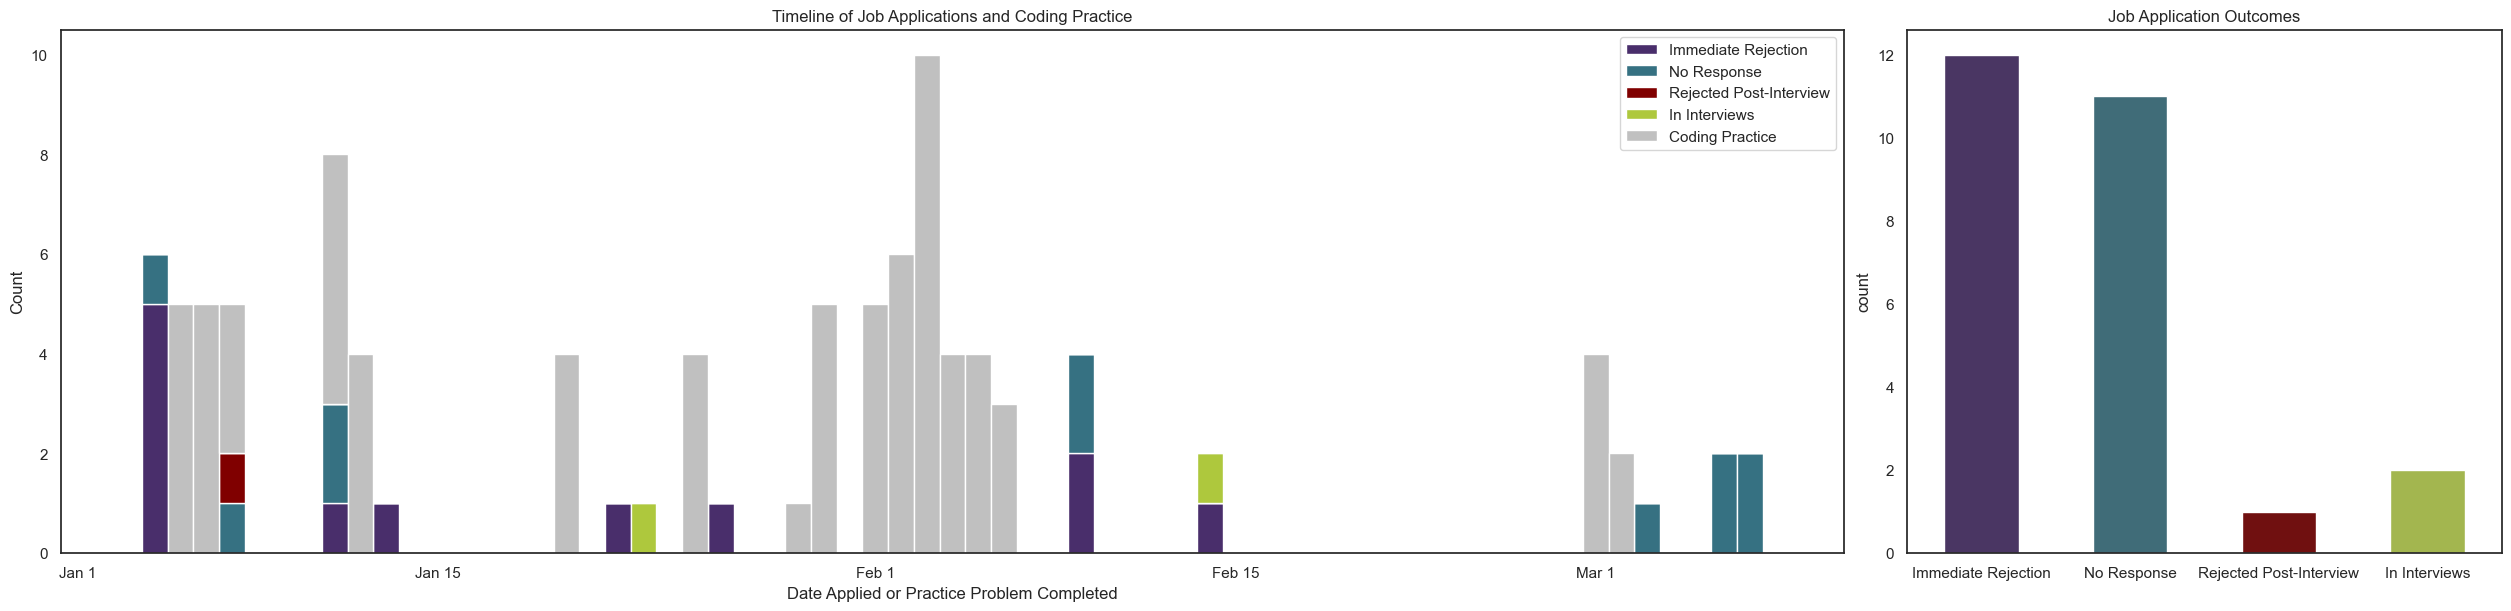 Timeline of Job Applications and Coding Practice
Count
10
8
6
4
2
0
Immediate Rejection
No Response
Rejected Post-Interview
In Interviews
Coding Practice
Jan 1
Jan 15
Feb 1
Feb 15
Mar 1
Date Applied or Practice Problem Completed
Job Application Outcomes
count
12
10
8
6
4
2
0
Immediate Rejection
No Response
Rejected Post-Interview
In Interviews